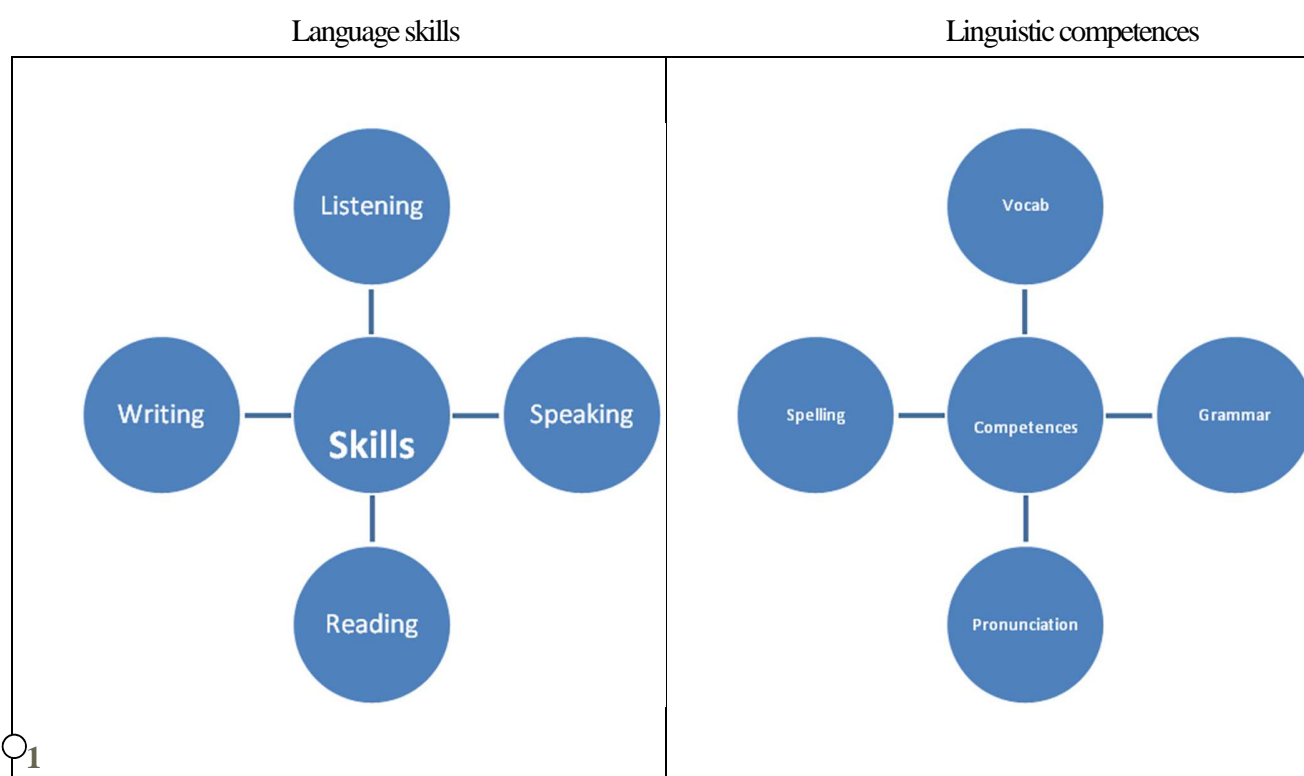 Language skills
Linguistic competences
Listening
Writing
Skills
Speaking
Reading
Vocab
Spelling
Competences
Grammar
Pronunciation
1